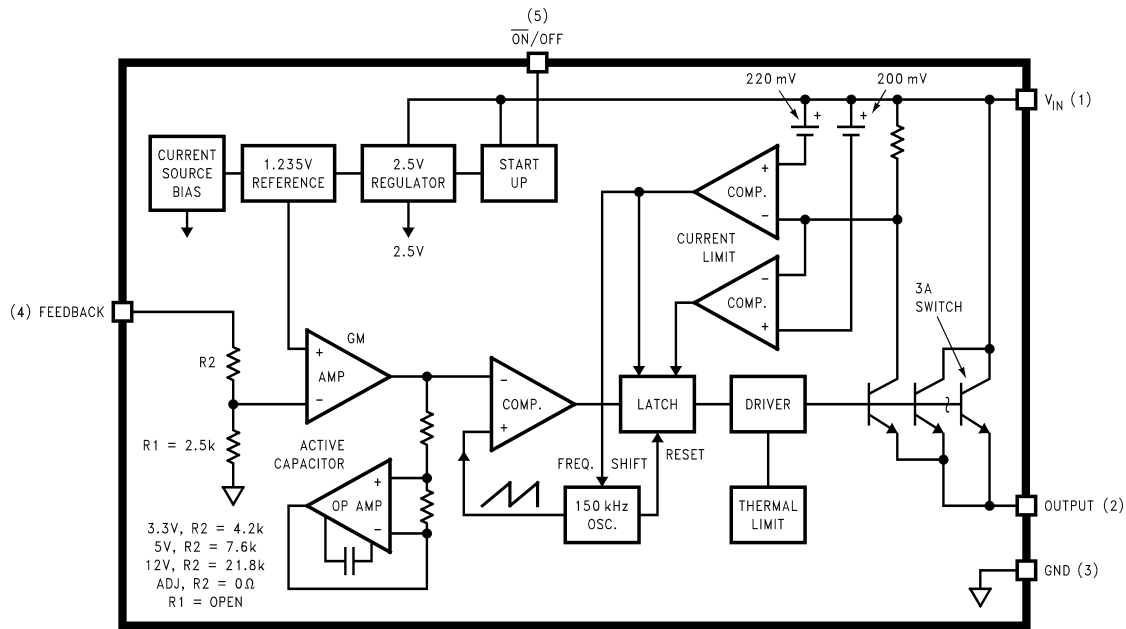 (5)
ON/OFF
220 mV
200 mV
VIN (1)
CURRENT
SOURCE
BIAS
1.235V
REFERENCE
2.5V
REGULATOR
START
UP
2.5V
+
+
+
COMP.
−
CURRENT
LIMIT
−
COMP.
+
3A
SWITCH
(4) FEEDBACK
R2
R1 = 2.5k
GM
+
AMP
−
−
COMP.
+
LATCH
DRIVER
ACTIVE
CAPACITOR
+
OP AMP
−
FREQ. SHIFT
RESET
150 kHz
OSC.
THERMAL
LIMIT
OUTPUT (2)
GND (3)
3.3V, R2 = 4.2k
5V, R2 = 7.6k
12V, R2 = 21.8k
ADJ, R2 = 0Ω
R1 = OPEN